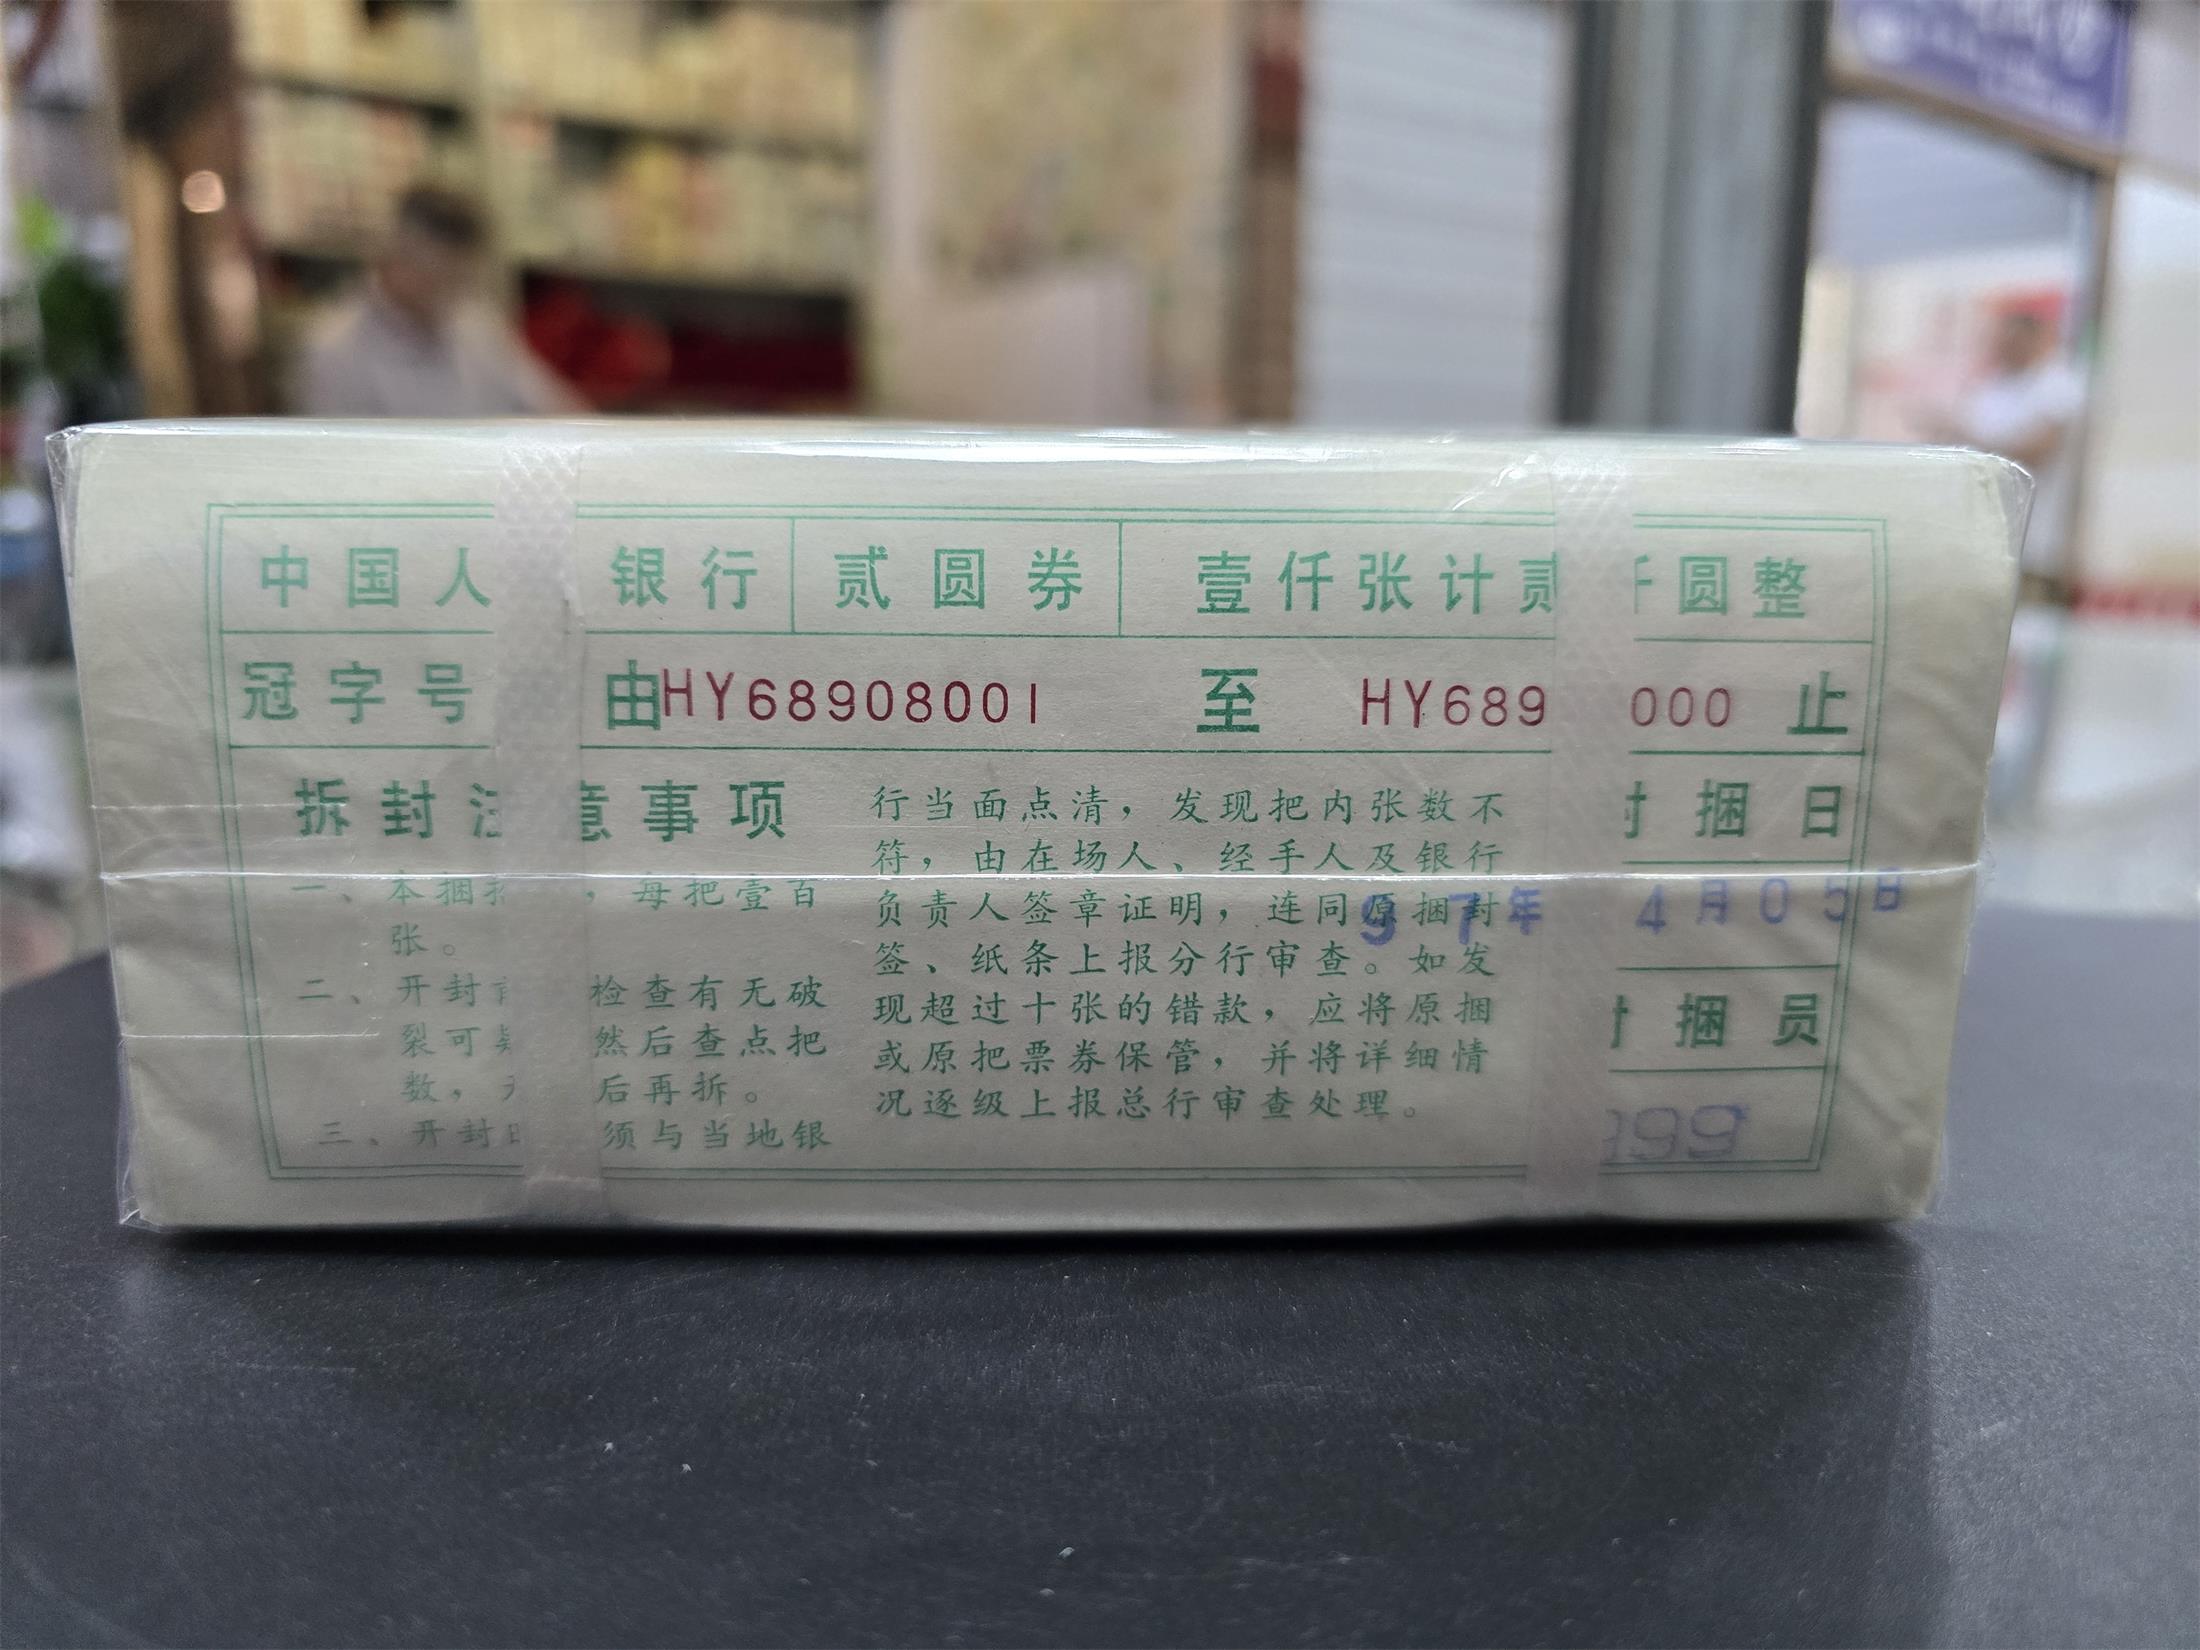 中国人 银行 贰圆券 壹仟张计贰 圆整
冠字号 由HY68908001 至 HY689 000 止
拆封 意事项
一、本捆 ，每把壹百
张。
二、开封 检查有无破
裂可 然后查点把
数， 后再拆。
三、开封 须与当地银
行当面点清，发现把内张数不
符，由在场人、经手人及银行
负责人签章证明，连同原捆封
签、纸条上报分行审查。如发
现超过十张的错款，应将原捆
或原把票券保管，并将详细情
况逐级上报总行审查处理。
捆日
97年 4月05日
捆员
99